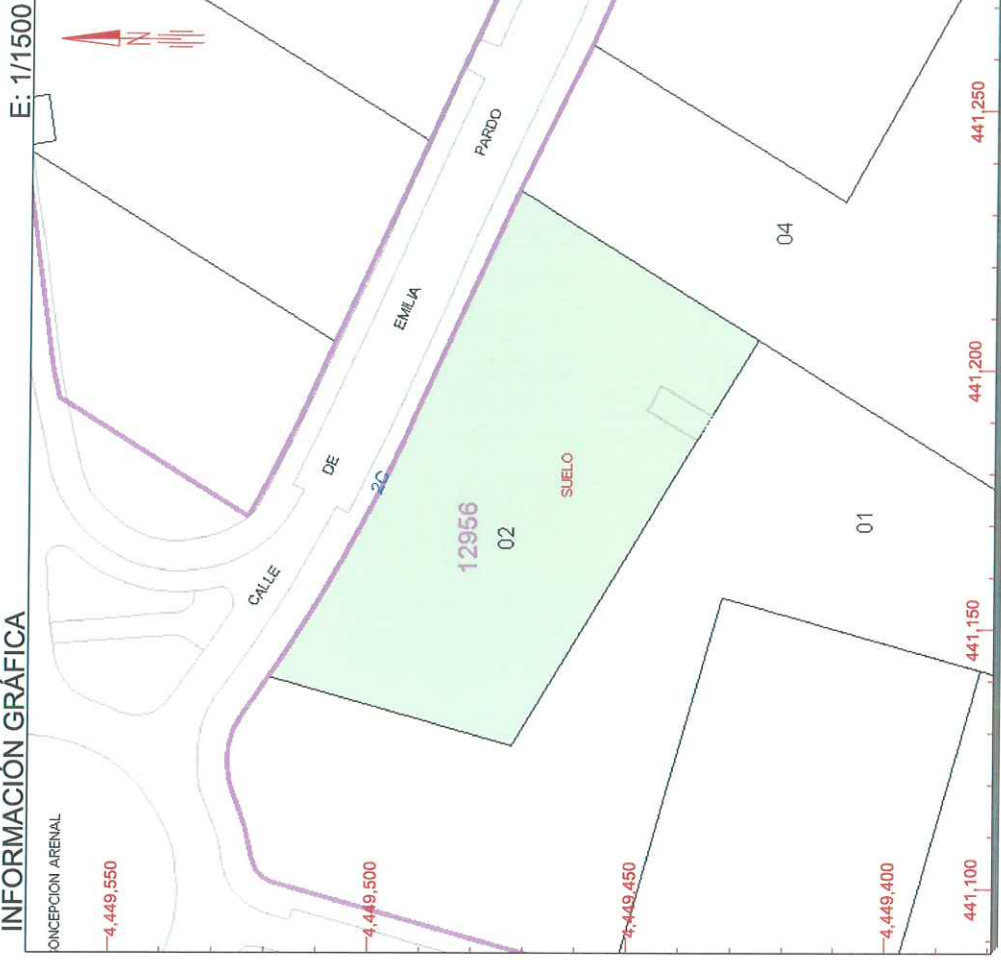 INFORMACIÓN GRÁFICA
E: 1/1500
N
ONCEPCION ARENAL
CALLE
DE
EMILIA
PARDO
2C
12956
02
SUELO
04
01
4,449,550
4,449,500
4,449,450
4,449,400
441,100
441,150
441,200
441,250